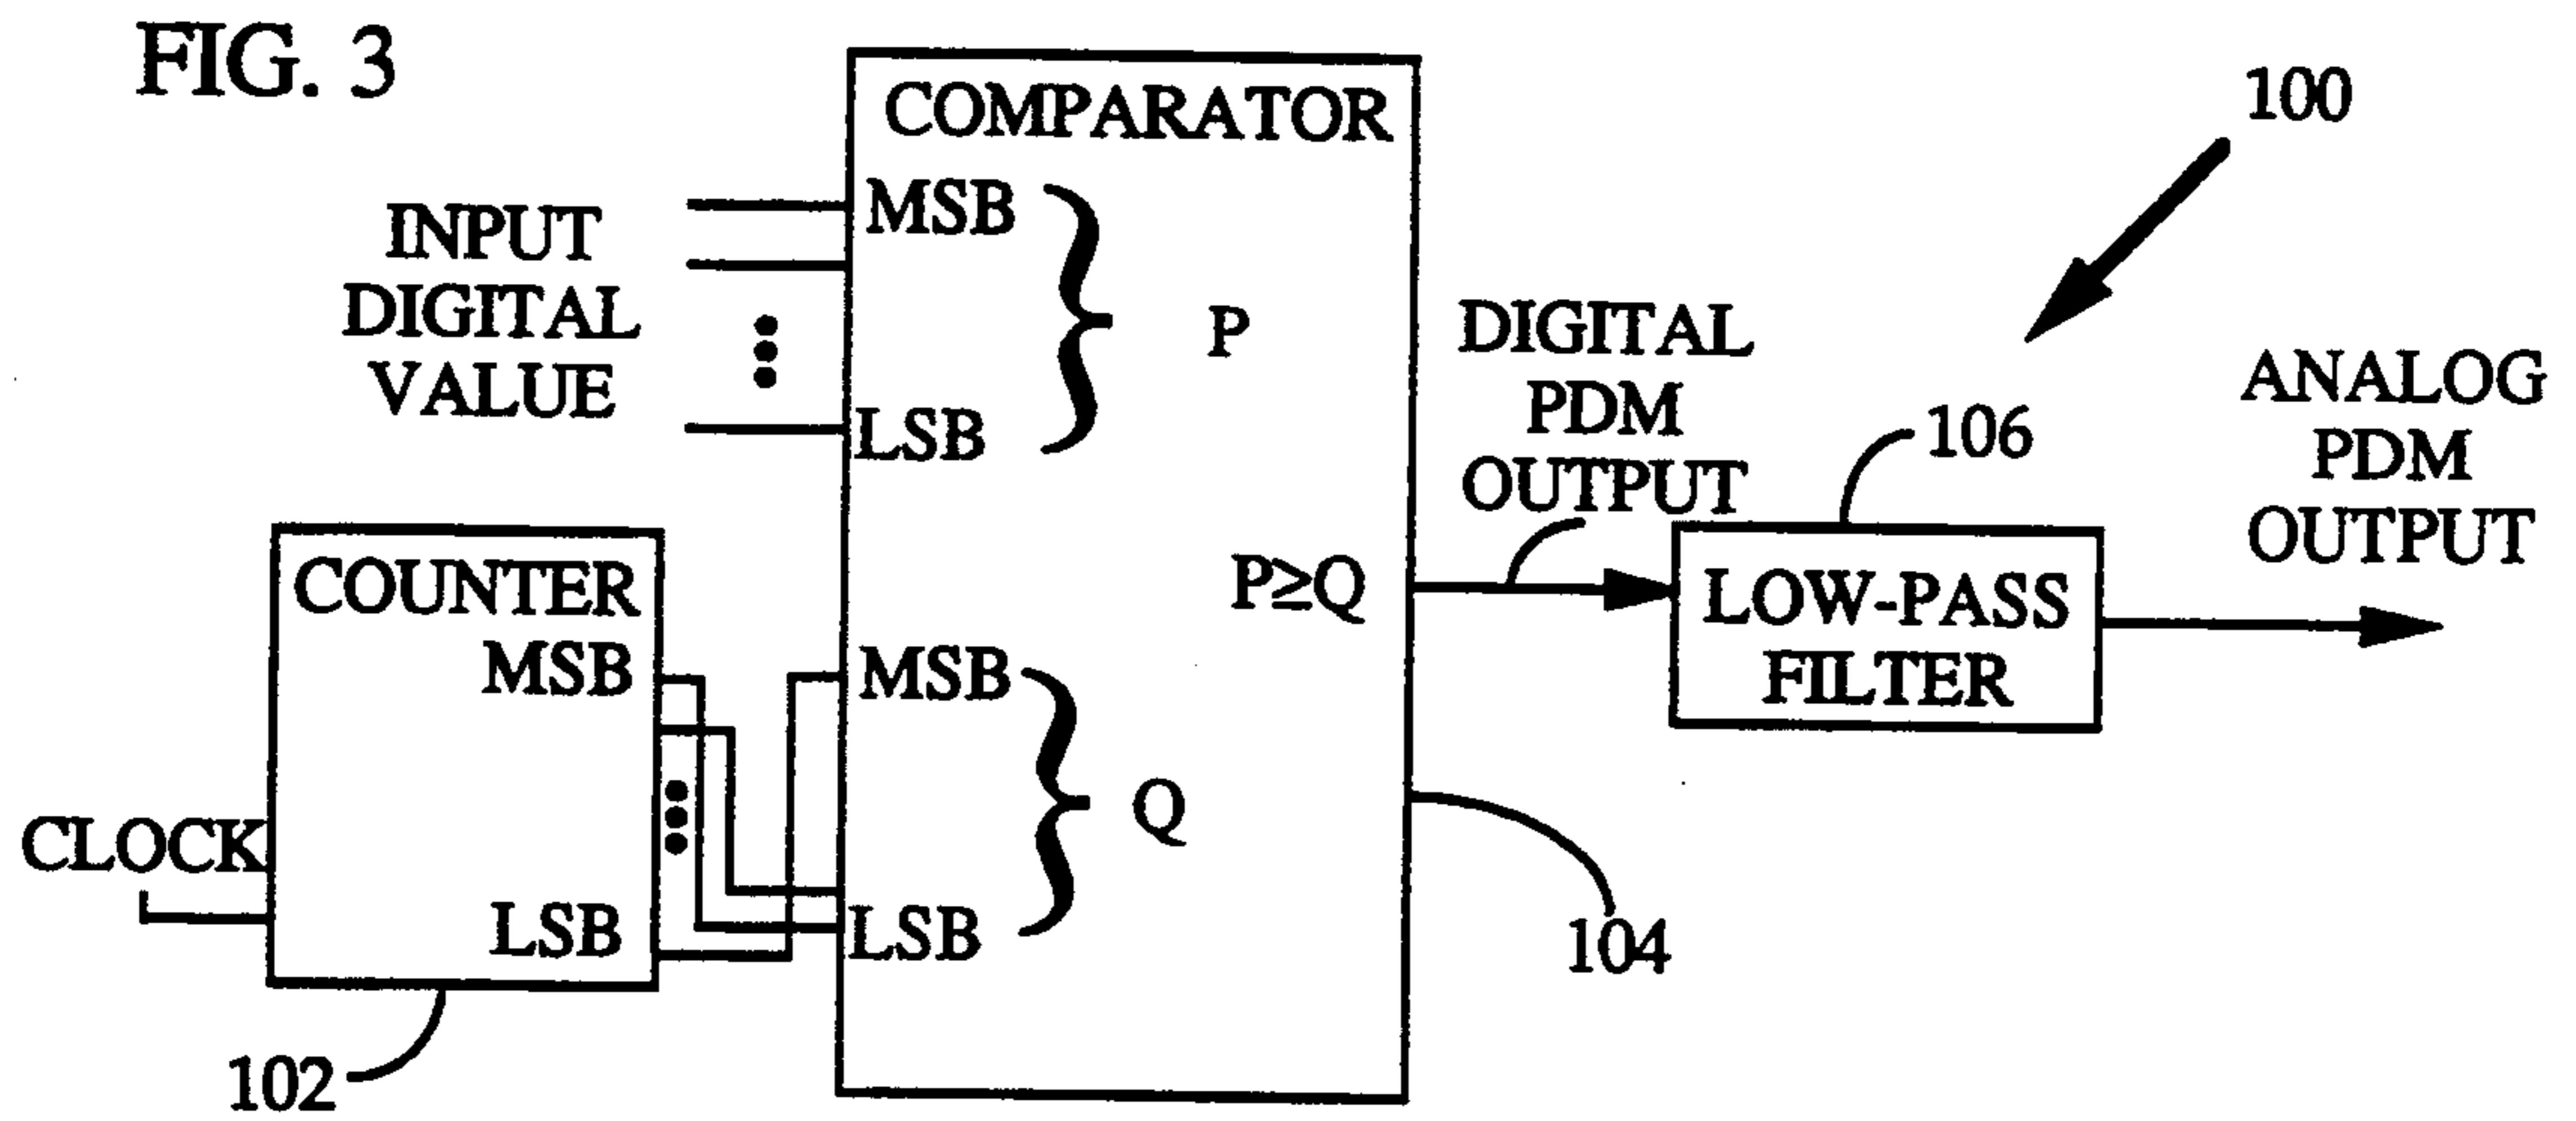 FIG. 3
COMPARATOR
100
MSB
INPUT
DIGITAL
VALUE
P
LSB
DIGITAL
PDM
OUTPUT
106
ANALOG
PDM
OUTPUT
COUNTER
MSB
P≥Q
LOW-PASS
FILTER
MSB
Q
CLOCK
LSB
LSB
104
102